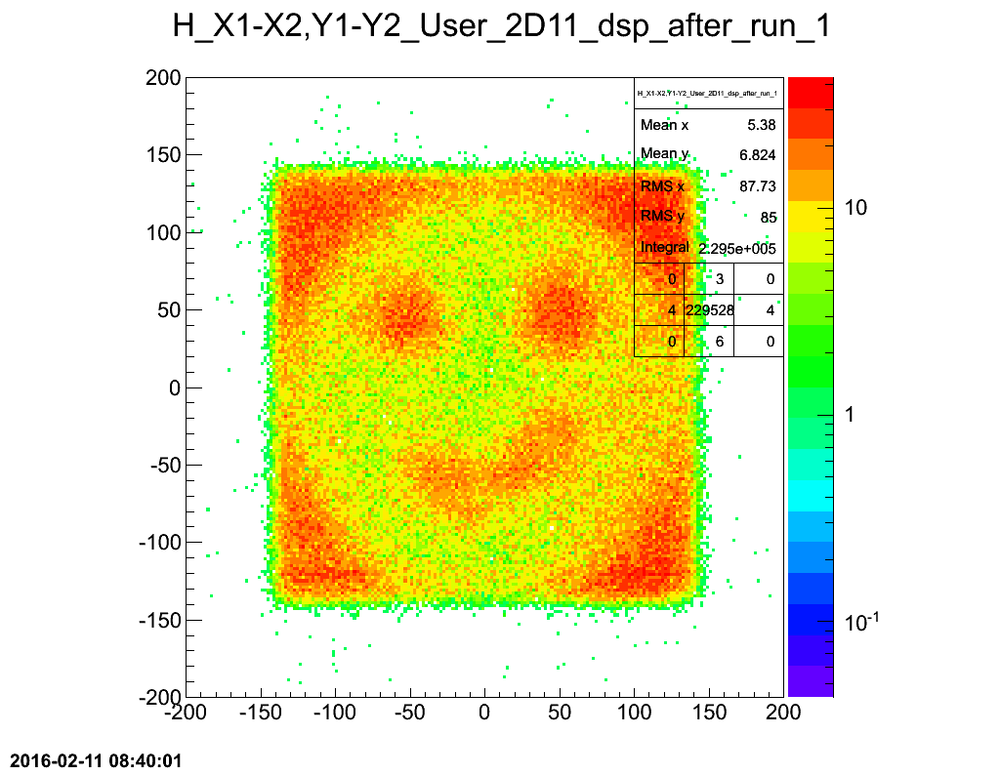 H_X1-X2,Y1-Y2_User_2D11_dsp_after_run_1
H_X1-X2,Y1-Y2_User_2D11_dsp_after_run_1
Mean x 5.38
Mean y 6.824
RMS x 87.73
RMS y 85
Integral 2.295e+005
0 3 0
4 229528 4
0 6 0
200
150
100
50
0
-50
-100
-150
-200
-200 -150 -100 -50 0 50 100 150 200
10
1
10-1
2016-02-11 08:40:01